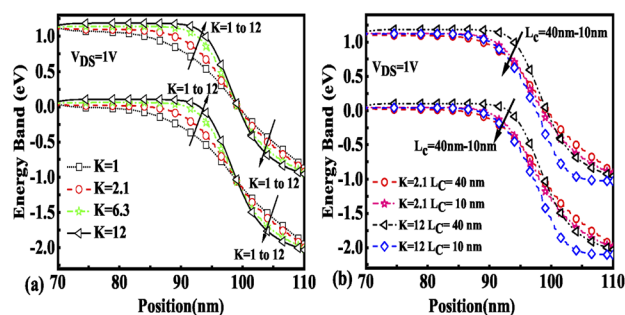 Energy Band (eV)
1.0
0.5
0.0
-0.5
-1.0
-1.5
-2.0
K=1 to 12
V_DS=1V
K=1 to 12
K=1
K=2.1
K=6.3
K=12
K=1 to 12
K=1 to 12
(a)
70 80 90 100 110
Position(nm)
Energy Band (eV)
1.0
0.5
0.0
-0.5
-1.0
-1.5
-2.0
L_c=40nm-10nm
V_DS=1V
L_c=40nm-10nm
K=2.1 L_C= 40 nm
K=2.1 L_C= 10 nm
K=12 L_C= 40 nm
K=12 L_C= 10 nm
(b)
70 80 90 100 110
Position(nm)